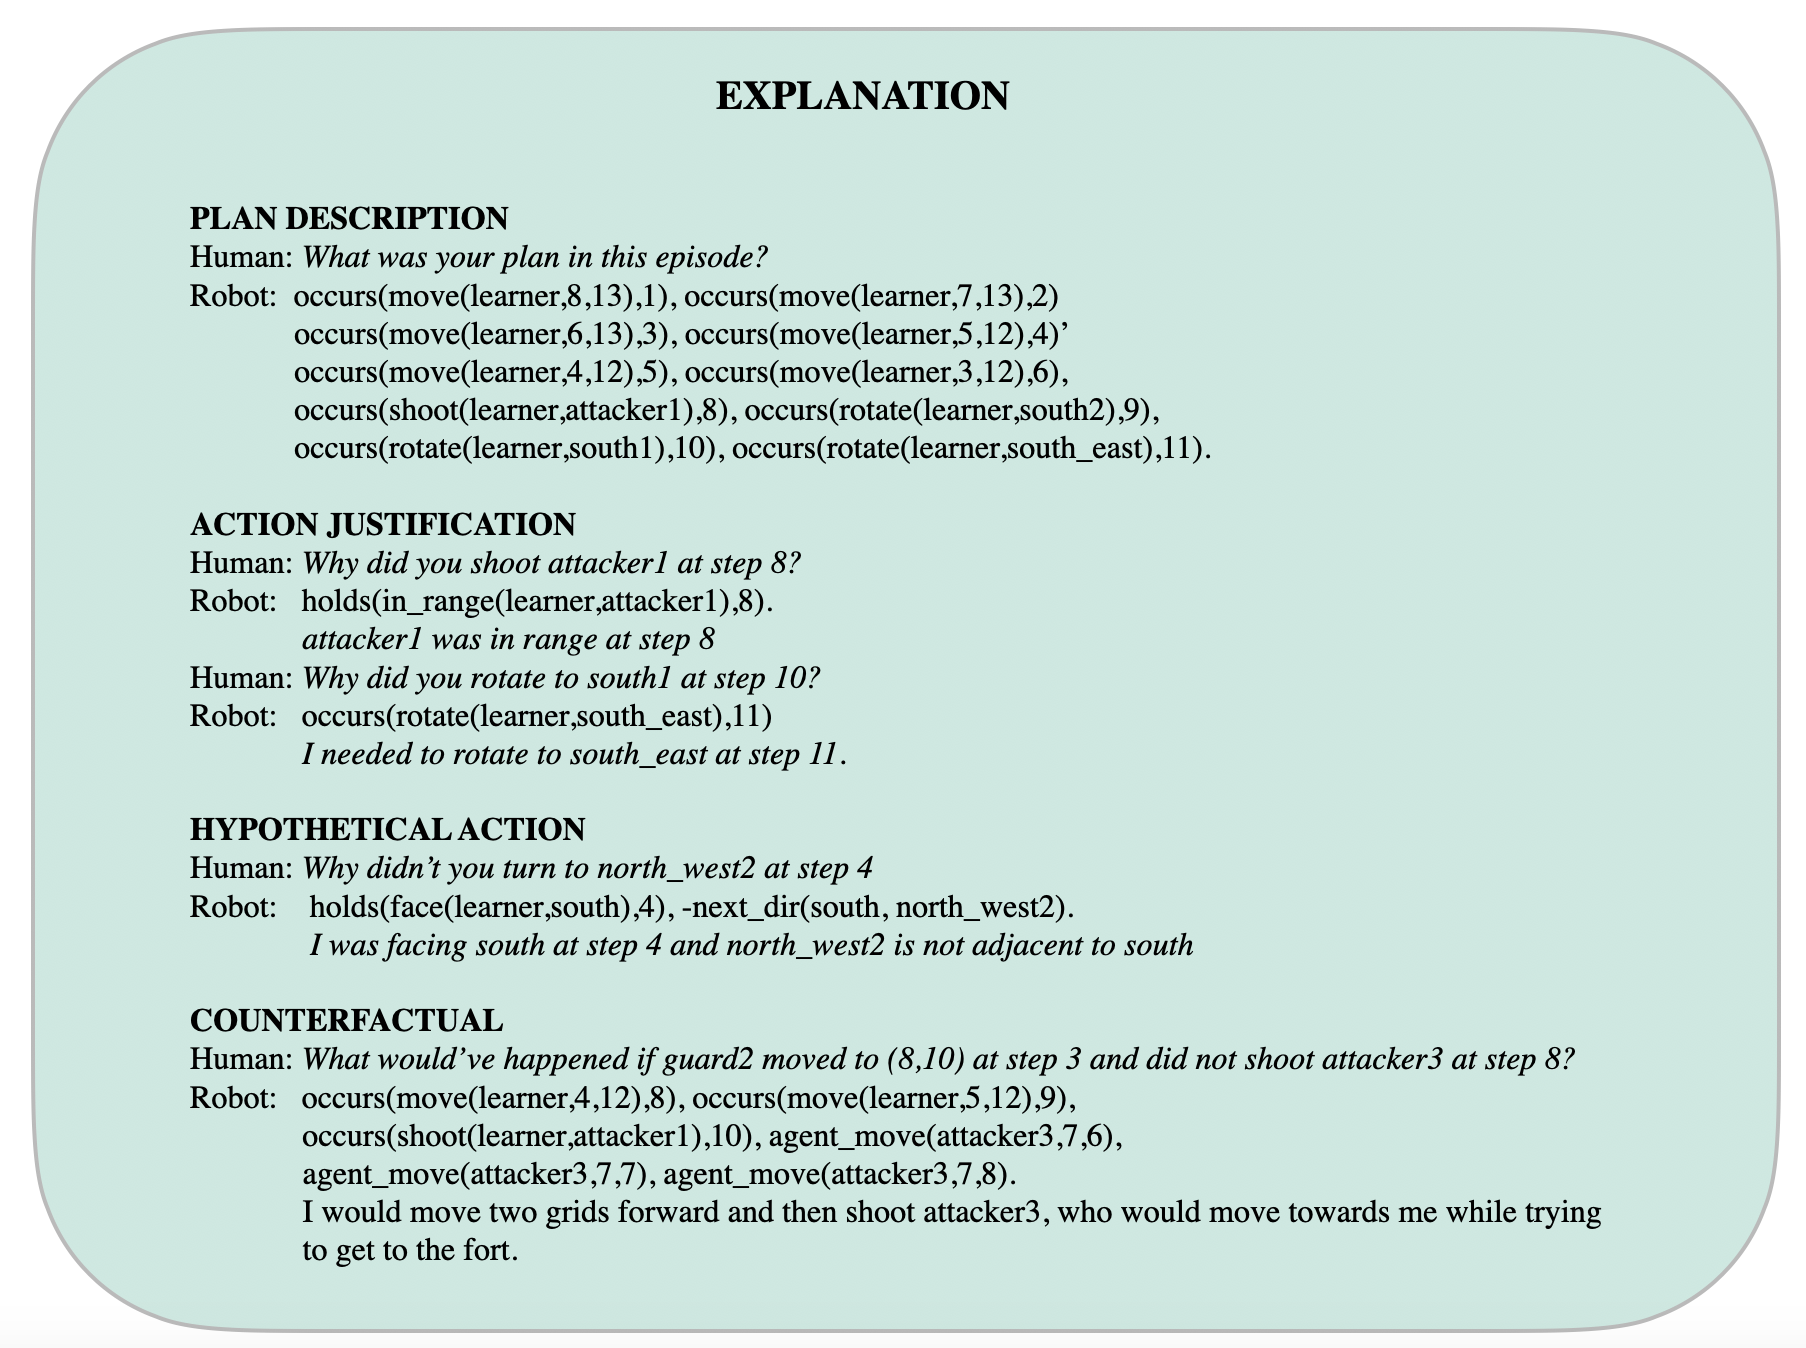 EXPLANATION
PLAN DESCRIPTION
Human: What was your plan in this episode?
Robot: occurs(move(learner,8,13),1), occurs(move(learner,7,13),2)
occurs(move(learner,6,13),3), occurs(move(learner,5,12),4)’
occurs(move(learner,4,12),5), occurs(move(learner,3,12),6),
occurs(shoot(learner,attacker1),8), occurs(rotate(learner,south2),9),
occurs(rotate(learner,south1),10), occurs(rotate(learner,south_east),11).
ACTION JUSTIFICATION
Human: Why did you shoot attacker1 at step 8?
Robot: holds(in_range(learner,attacker1),8).
attacker1 was in range at step 8
Human: Why did you rotate to south1 at step 10?
Robot: occurs(rotate(learner,south_east),11)
I needed to rotate to south_east at step 11.
HYPOTHETICAL ACTION
Human: Why didn’t you turn to north_west2 at step 4
Robot: holds(face(learner,south),4), -next_dir(south, north_west2).
I was facing south at step 4 and north_west2 is not adjacent to south
COUNTERFACTUAL
Human: What would’ve happened if guard2 moved to (8,10) at step 3 and did not shoot attacker3 at step 8?
Robot: occurs(move(learner,4,12),8), occurs(move(learner,5,12),9),
occurs(shoot(learner,attacker1),10), agent_move(attacker3,7,6),
agent_move(attacker3,7,7), agent_move(attacker3,7,8).
I would move two grids forward and then shoot attacker3, who would move towards me while trying
to get to the fort.